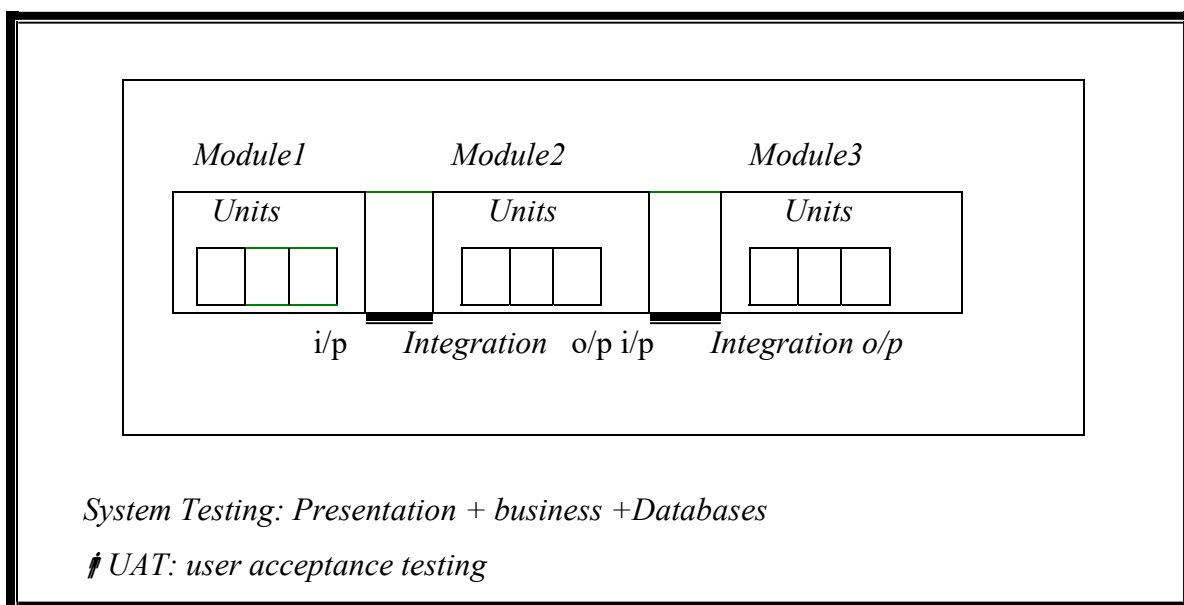 Module1 Module2 Module3
Units Units Units
i/p Integration o/p i/p Integration o/p
System Testing: Presentation + business +Databases
UAT: user acceptance testing